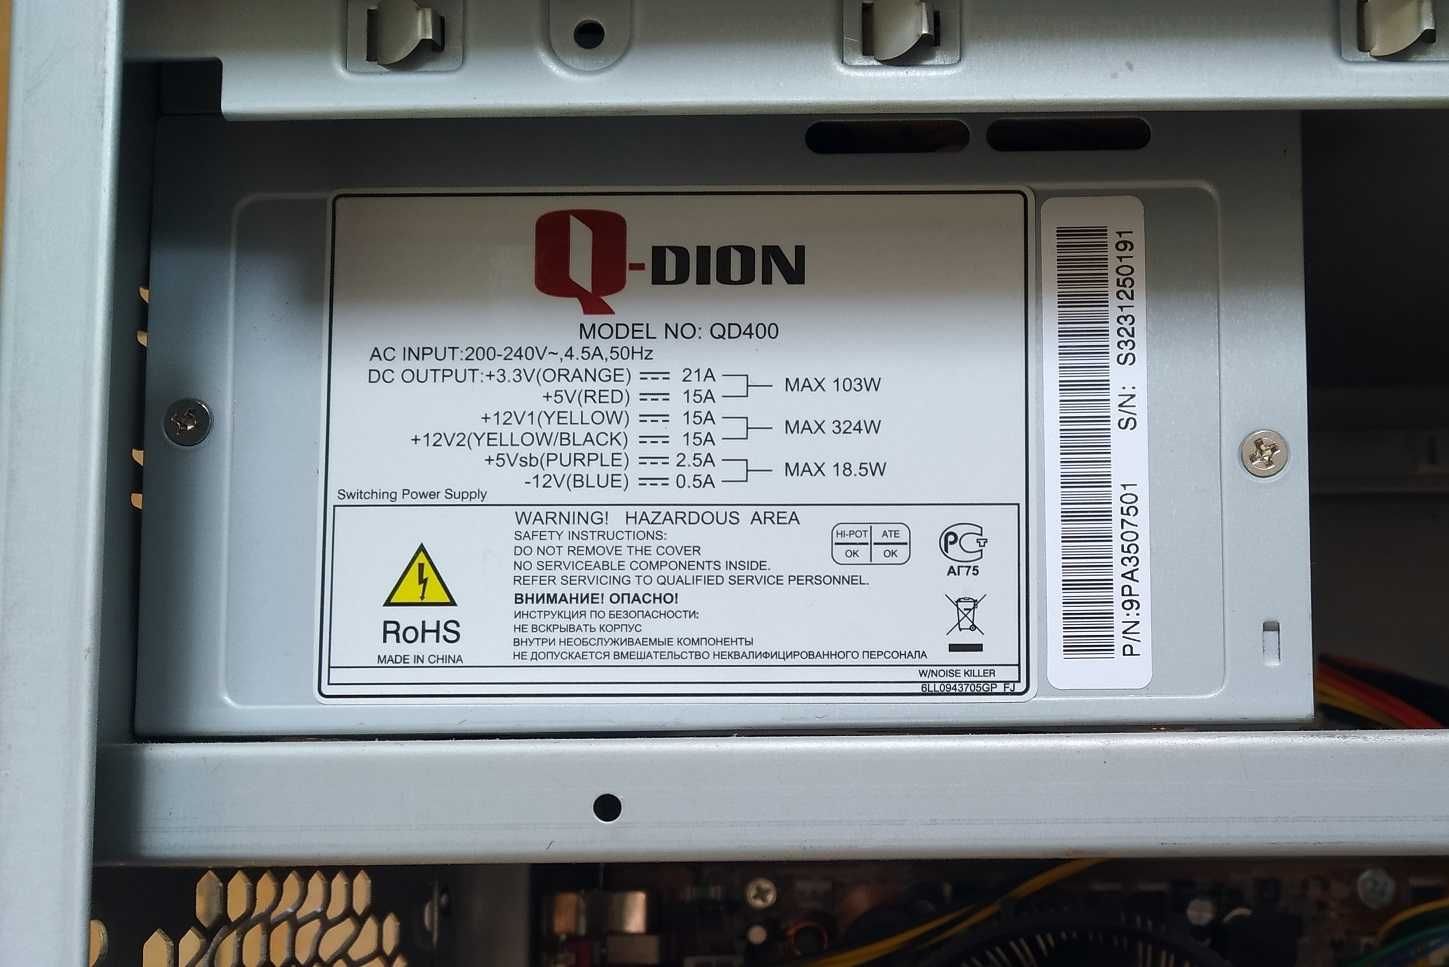 Q-DION
MODEL NO: QD400
AC INPUT:200-240V~,4.5A,50Hz
DC OUTPUT:+3.3V(ORANGE) 21A
+5V(RED) 15A
MAX 103W
+12V1(YELLOW) 15A
+12V2(YELLOW/BLACK) 15A
MAX 324W
+5Vsb(PURPLE) 2.5A
-12V(BLUE) 0.5A
MAX 18.5W
Switching Power Supply
WARNING! HAZARDOUS AREA
SAFETY INSTRUCTIONS:
DO NOT REMOVE THE COVER
NO SERVICEABLE COMPONENTS INSIDE.
REFER SERVICING TO QUALIFIED SERVICE PERSONNEL.
ВНИМАНИЕ! ОПАСНО!
ИНСТРУКЦИЯ ПО БЕЗОПАСНОСТИ:
НЕ ВСКРЫВАТЬ КОРПУС
ВНУТРИ НЕОБСЛУЖИВАЕМЫЕ КОМПОНЕНТЫ
НЕ ДОПУСКАЕТСЯ ВМЕШАТЕЛЬСТВО НЕКВАЛИФИЦИРОВАННОГО ПЕРСОНАЛА
RoHS
MADE IN CHINA
HI-POT ATE
OK OK
РСТ
АГ75
W/NOISE KILLER
6LL0943705GP FJ
P/N:9PA3507501 S/N: S3231250191